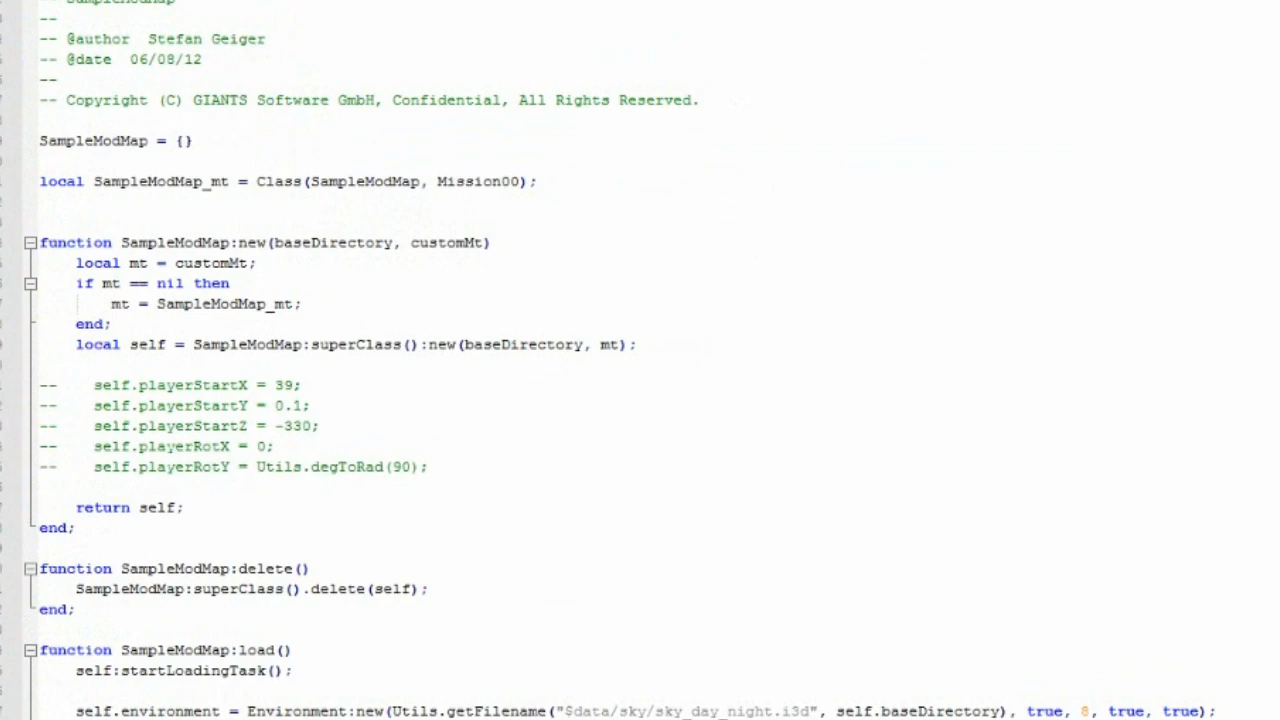 -- SampleModMap
--
-- @author  Stefan Geiger
-- @date  06/08/12
--
-- Copyright (C) GIANTS Software GmbH, Confidential, All Rights Reserved.
SampleModMap = {}
local SampleModMap_mt = Class(SampleModMap, Mission00);
function SampleModMap:new(baseDirectory, customMt)
    local mt = customMt;
    if mt == nil then
        mt = SampleModMap_mt;
    end;
    local self = SampleModMap:superClass():new(baseDirectory, mt);
--    self.playerStartX = 39;
--    self.playerStartY = 0.1;
--    self.playerStartZ = -330;
--    self.playerRotX = 0;
--    self.playerRotY = Utils.degToRad(90);
    return self;
end;
function SampleModMap:delete()
    SampleModMap:superClass().delete(self);
end;
function SampleModMap:load()
    self:startLoadingTask();
    self.environment = Environment:new(Utils.getFilename("$data/sky/sky_day_night.i3d", self.baseDirectory), true, 8, true, true);